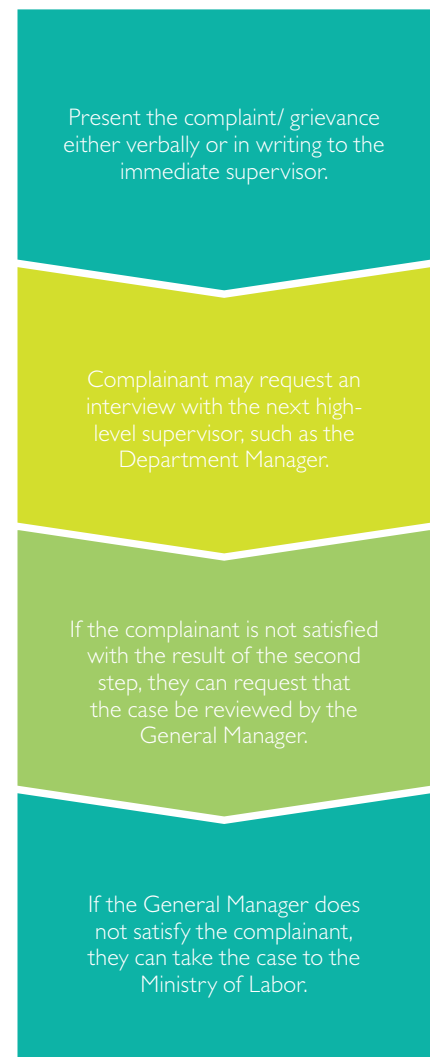 Present the complaint/ grievance
either verbally or in writing to the
immediate supervisor.
Complainant may request an
interview with the next high-
level supervisor, such as the
Department Manager.
If the complainant is not satisfied
with the result of the second
step, they can request that
the case be reviewed by the
General Manager.
If the General Manager does
not satisfy the complainant,
they can take the case to the
Ministry of Labor.